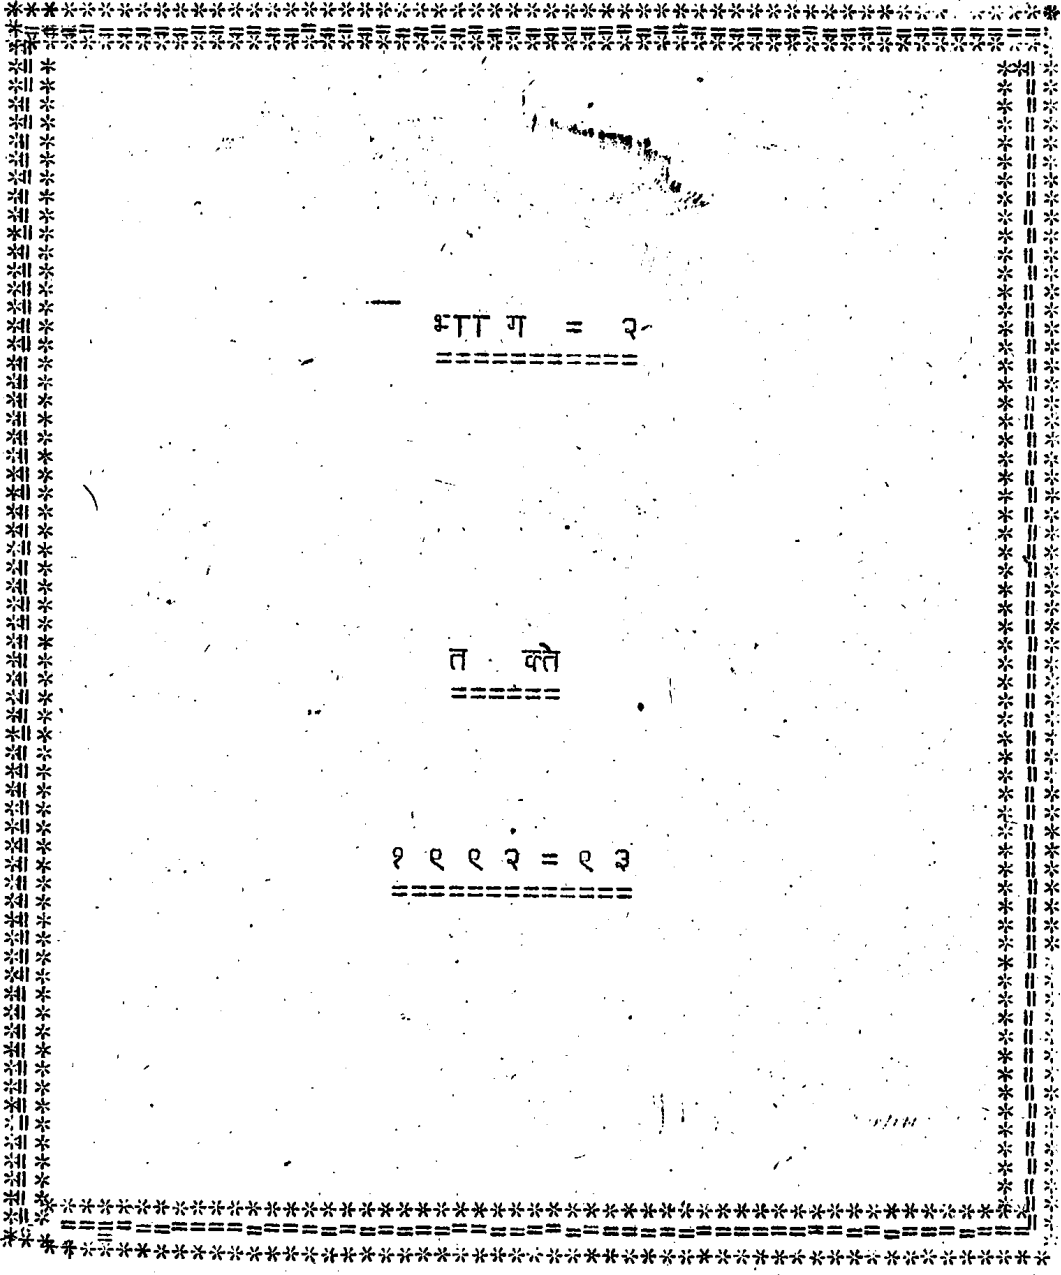 भाग = २
===========
त क्ते
======
१ ९ ९ २ = ९ ३
=============